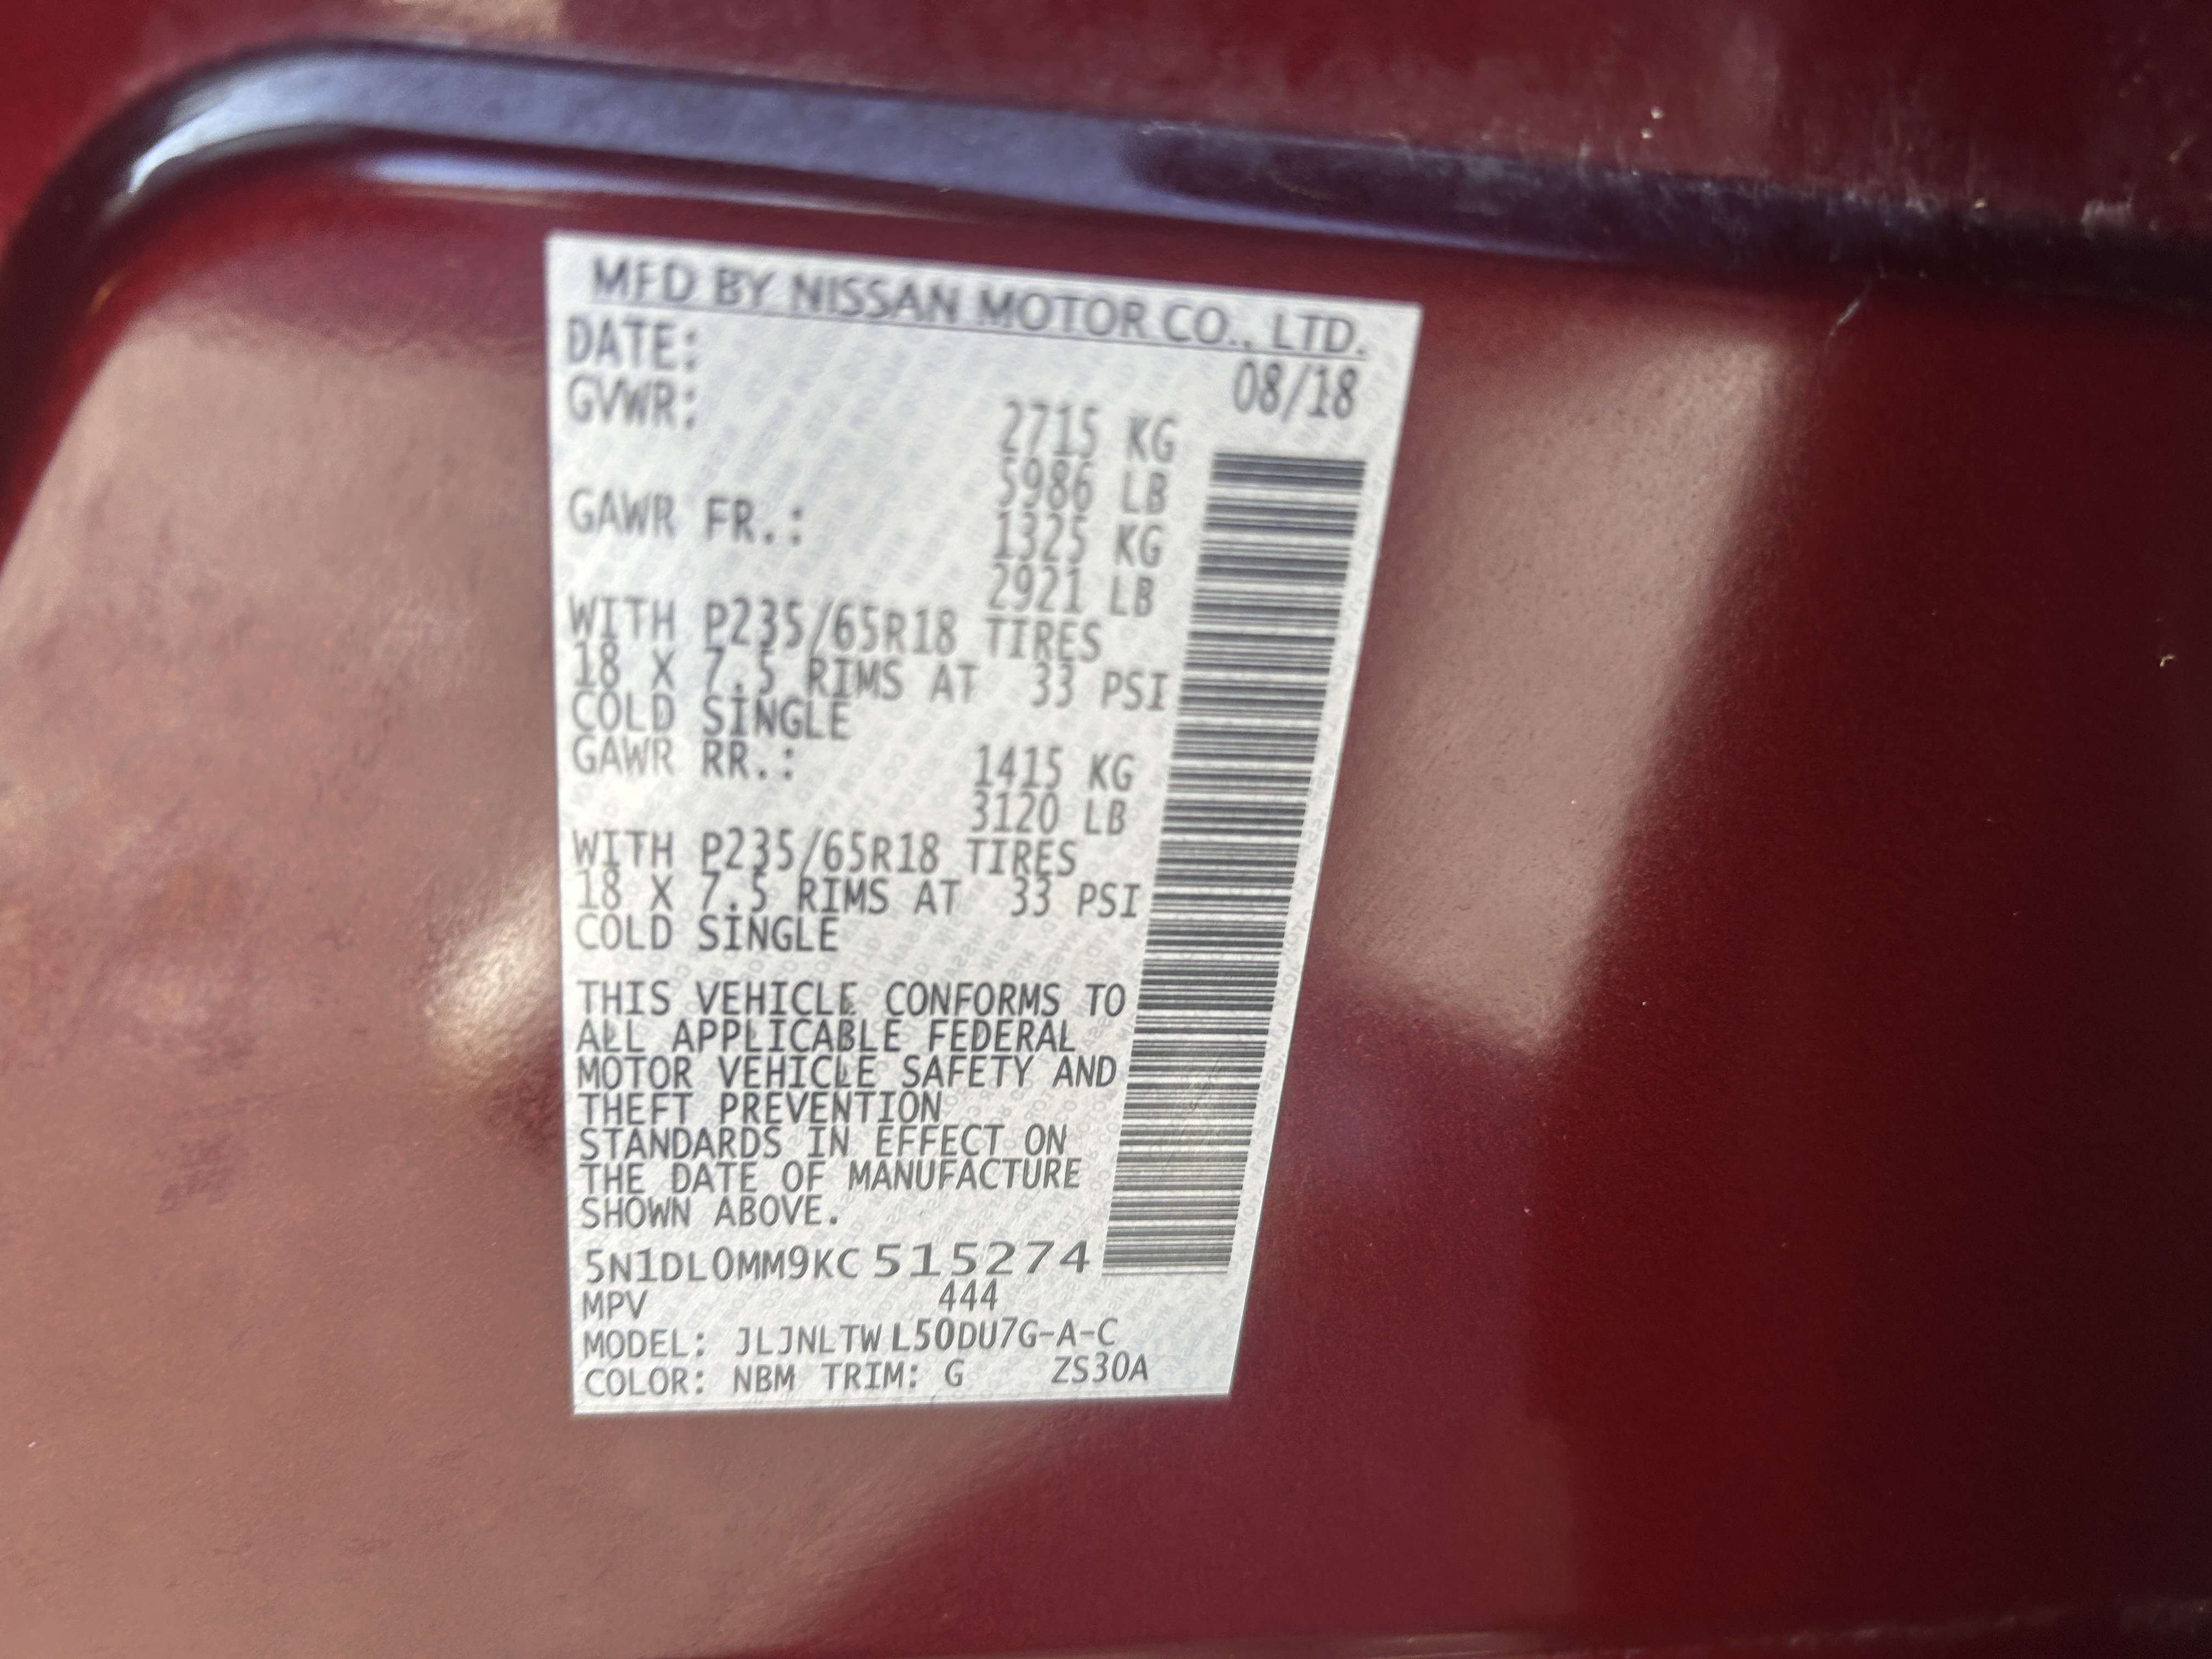 MFD BY NISSAN MOTOR CO., LTD.
DATE: 08/18
GVWR: 2715 KG
5986 LB
GAWR FR.: 1325 KG
2921 LB
WITH P235/65R18 TIRES
18 X 7.5 RIMS AT 33 PSI
COLD SINGLE
GAWR RR.: 1415 KG
3120 LB
WITH P235/65R18 TIRES
18 X 7.5 RIMS AT 33 PSI
COLD SINGLE
THIS VEHICLE CONFORMS TO
ALL APPLICABLE FEDERAL
MOTOR VEHICLE SAFETY AND
THEFT PREVENTION
STANDARDS IN EFFECT ON
THE DATE OF MANUFACTURE
SHOWN ABOVE.
5N1DL0MM9KC515274
MPV 444
MODEL: JLJNLTWL50DU7G-A-C
COLOR: NBM TRIM: G ZS30A